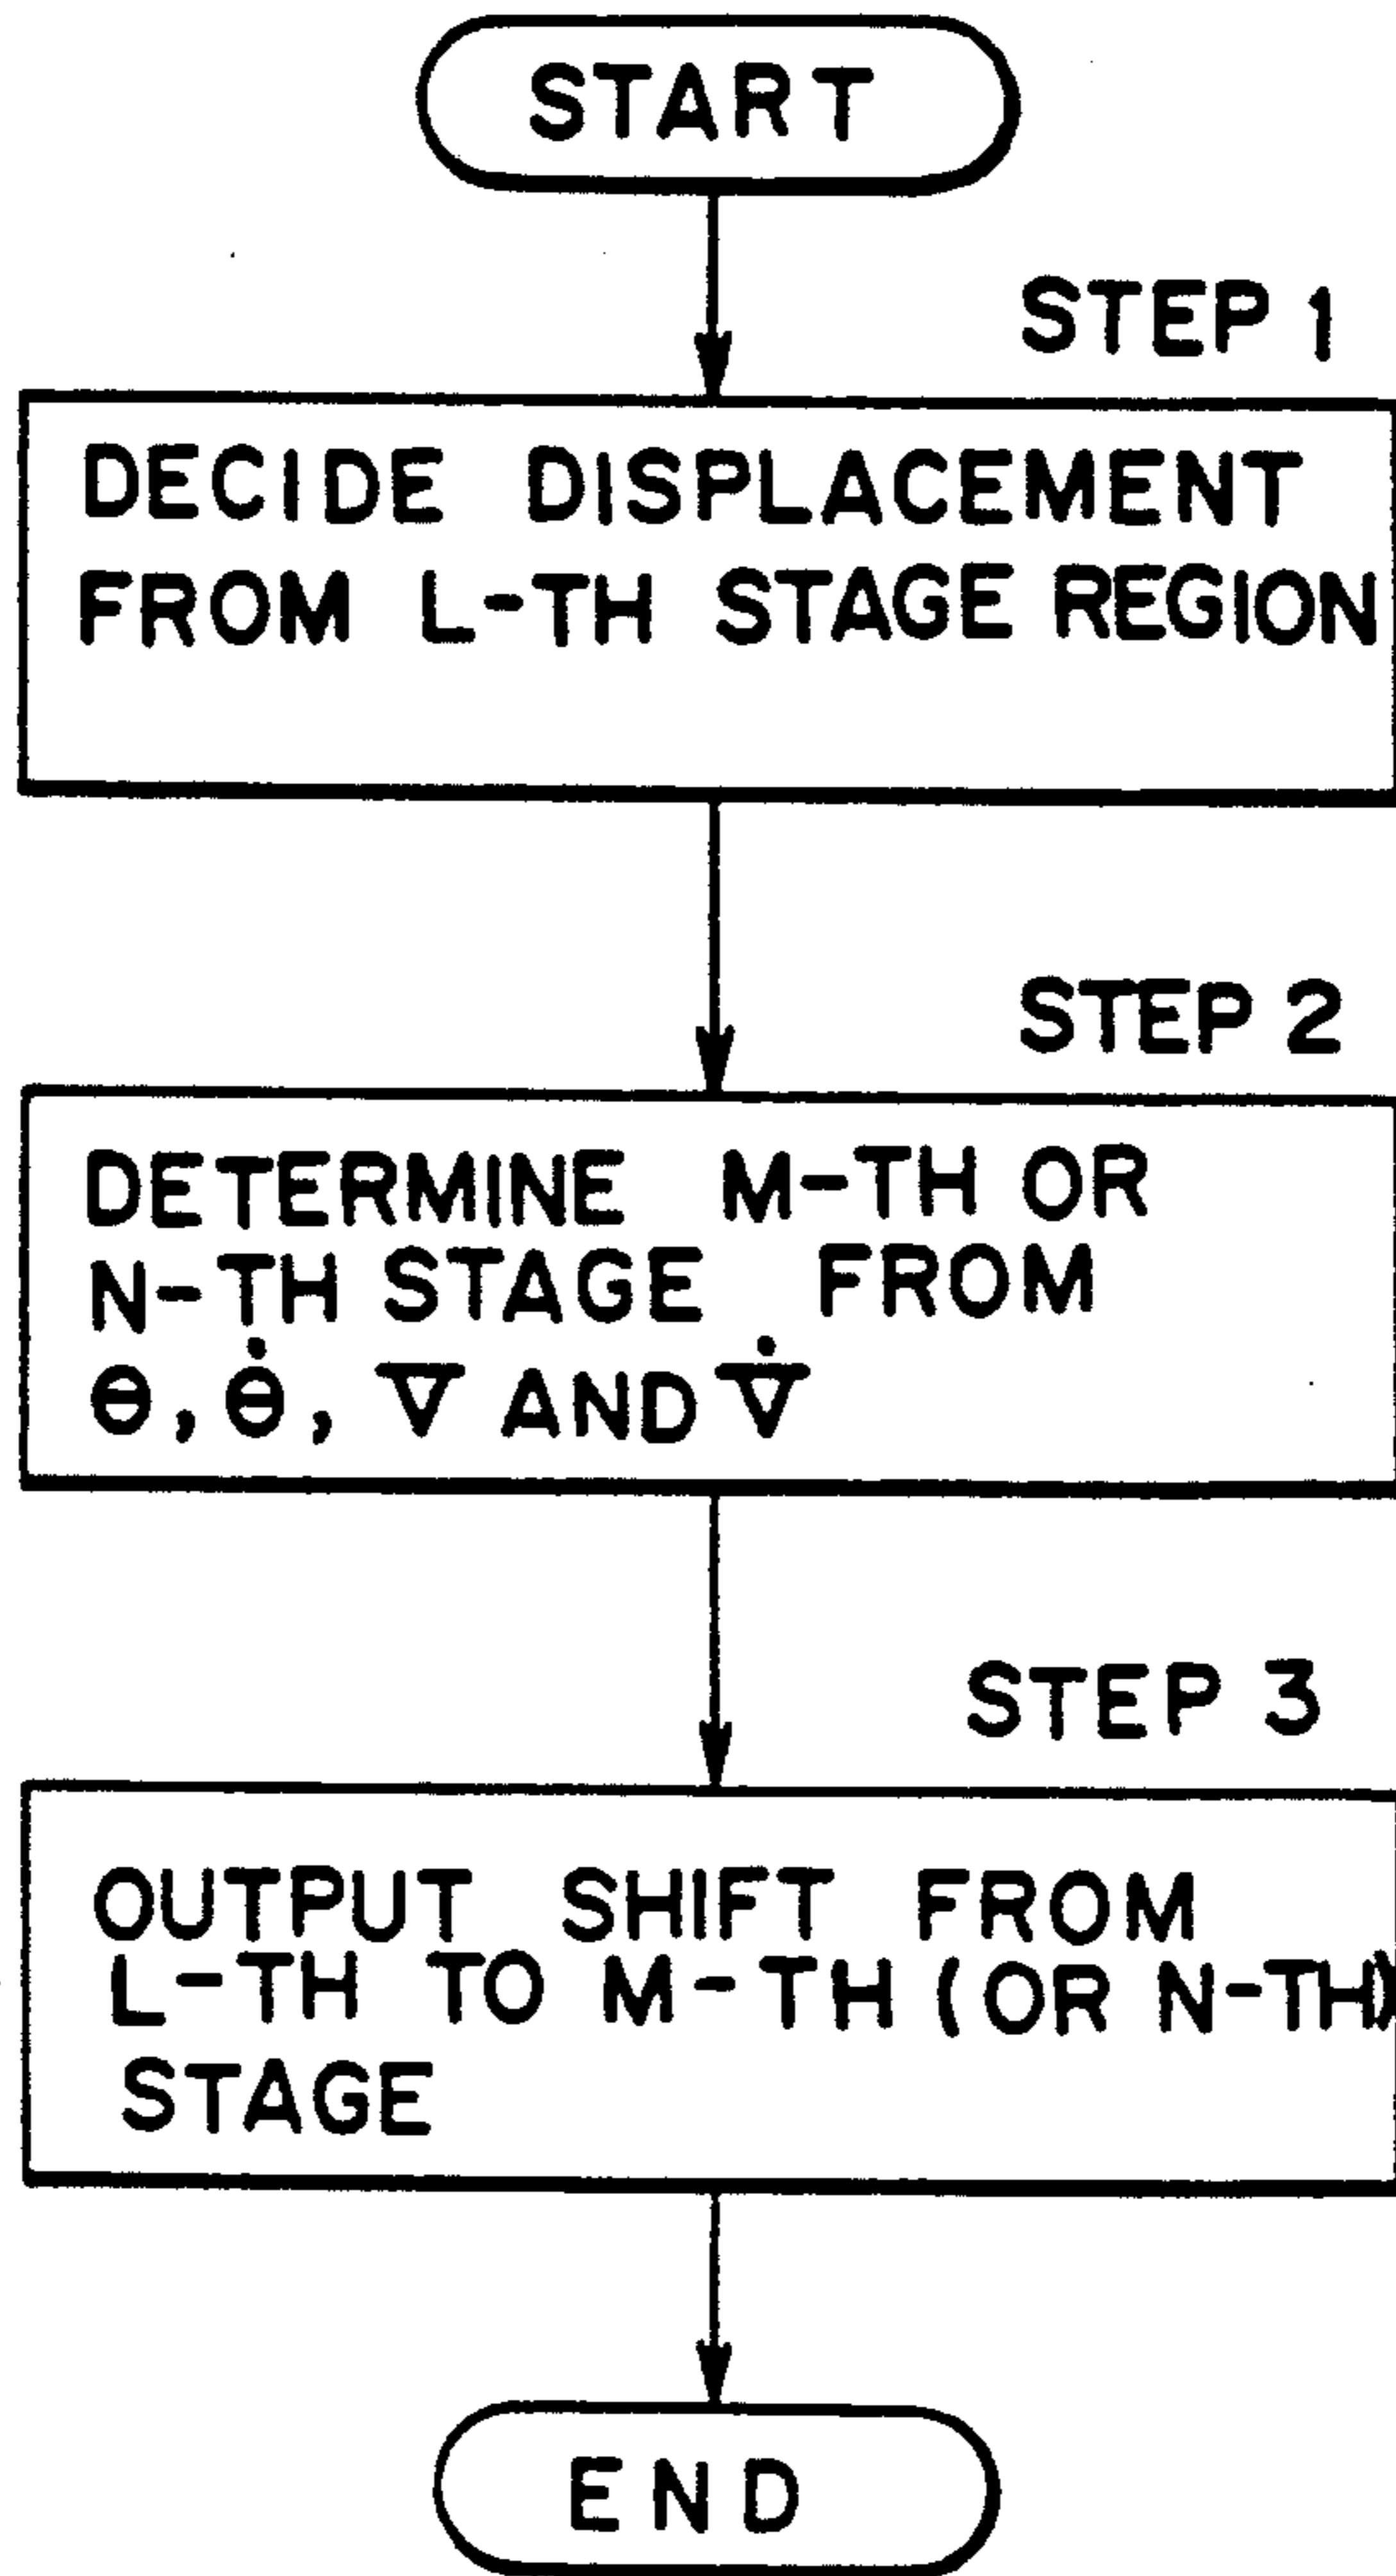 START
STEP 1
DECIDE DISPLACEMENT
FROM L-TH STAGE REGION
STEP 2
DETERMINE M-TH OR
N-TH STAGE FROM
θ, θ̇, V AND V̇
STEP 3
OUTPUT SHIFT FROM
L-TH TO M-TH (OR N-TH)
STAGE
END